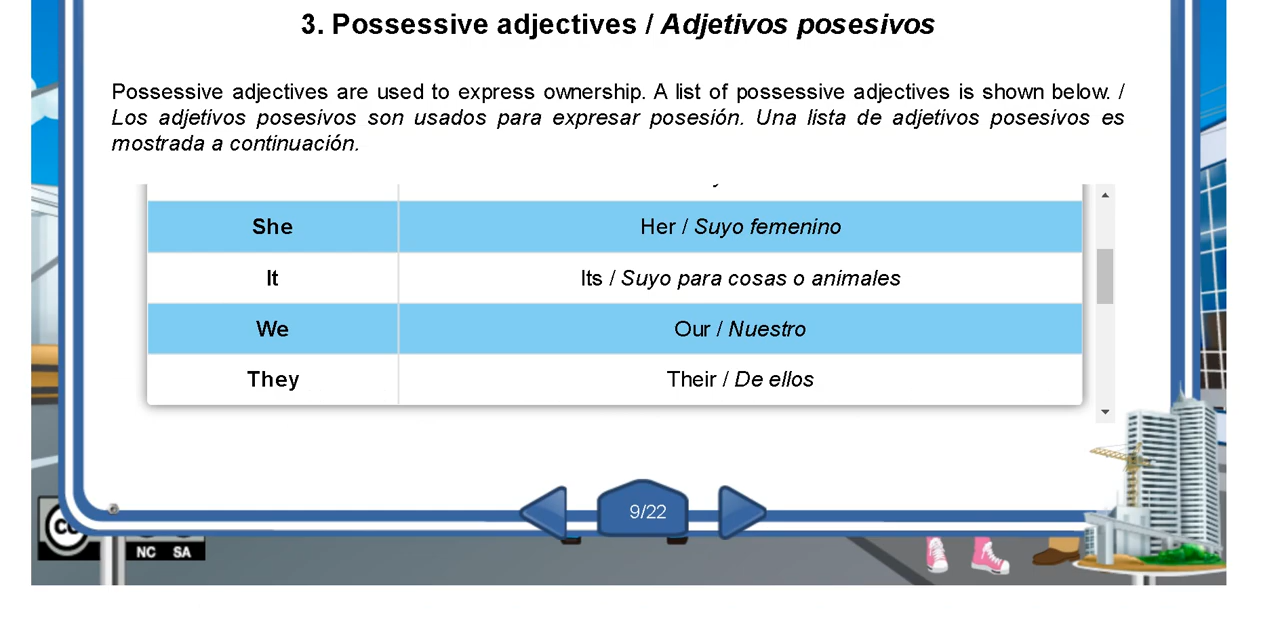 3. Possessive adjectives / Adjetivos posesivos
Possessive adjectives are used to express ownership. A list of possessive adjectives is shown below. /
Los adjetivos posesivos son usados para expresar posesión. Una lista de adjetivos posesivos es
mostrada a continuación.
She Her / Suyo femenino
It Its / Suyo para cosas o animales
We Our / Nuestro
They Their / De ellos
9/22
NC SA